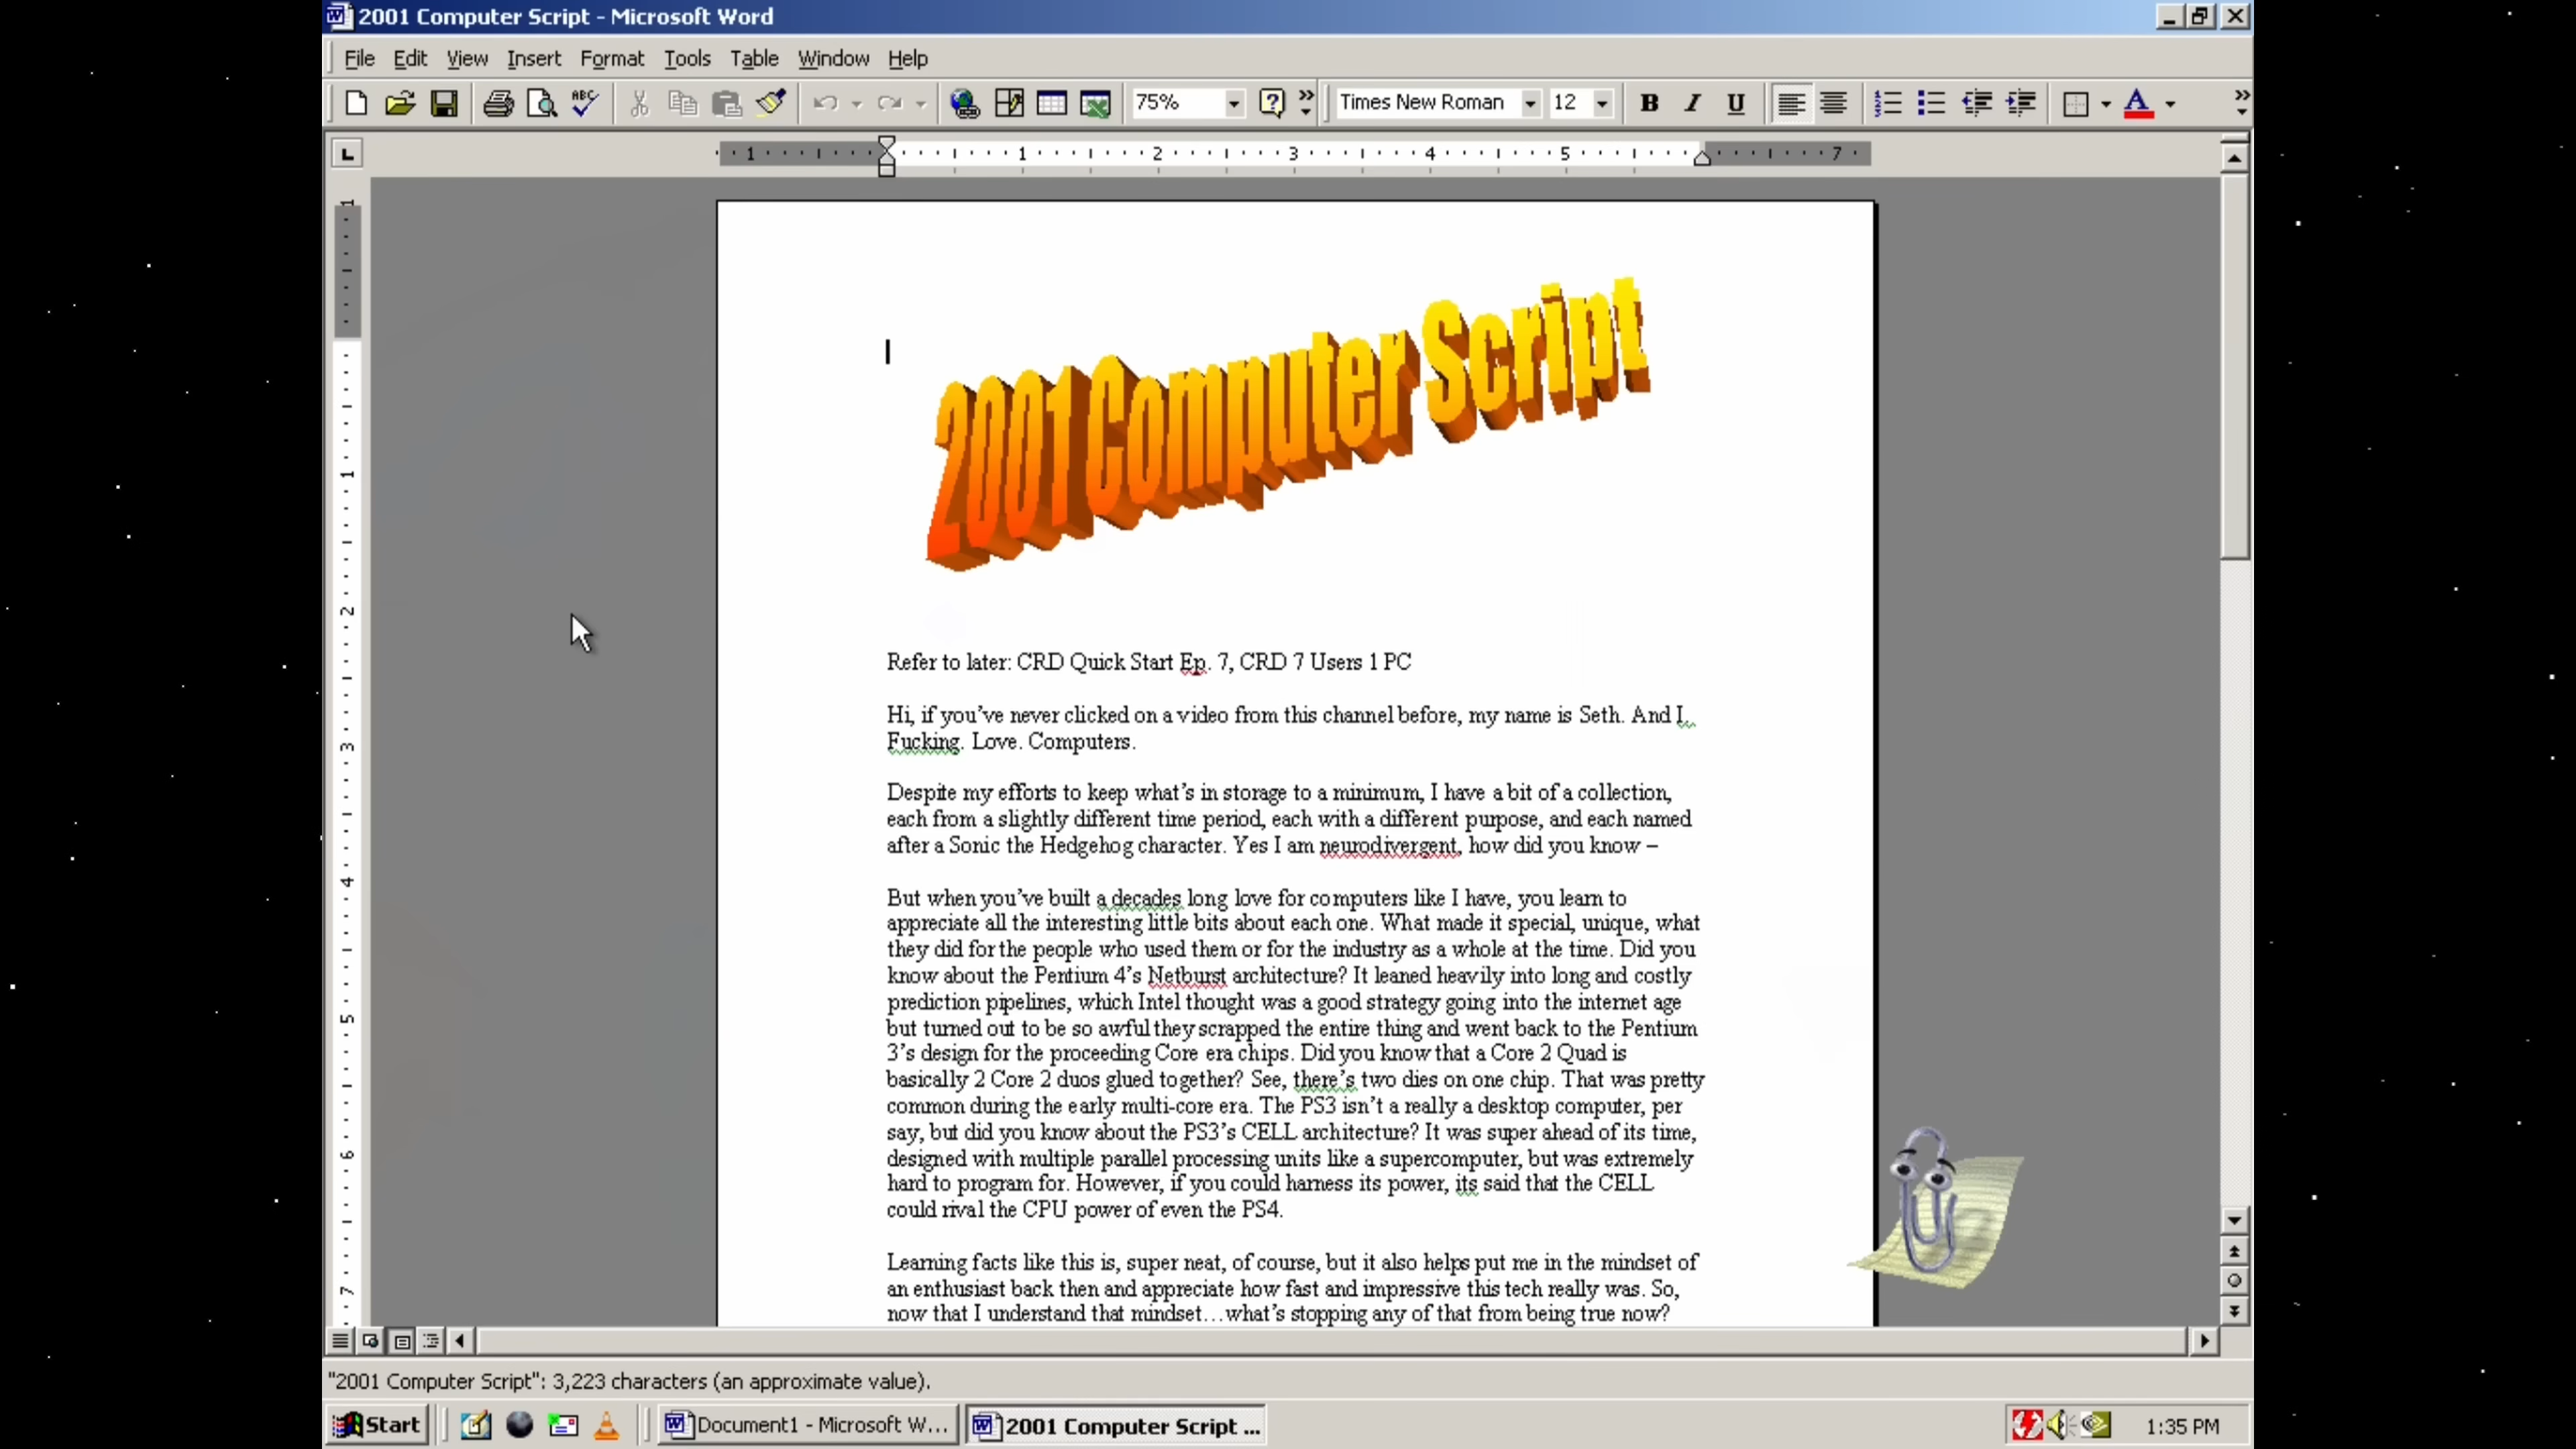 2001 Computer Script - Microsoft Word
File Edit View Insert Format Tools Table Window Help
ABC 75% Times New Roman 12 B I U A
1 1 2 3 4 5 7
2001 Computer Script
Refer to later: CRD Quick Start Ep. 7, CRD 7 Users 1 PC
Hi, if you’ve never clicked on a video from this channel before, my name is Seth. And I.
Fucking. Love. Computers.
Despite my efforts to keep what’s in storage to a minimum, I have a bit of a collection,
each from a slightly different time period, each with a different purpose, and each named
after a Sonic the Hedgehog character. Yes I am neurodivergent, how did you know –
But when you’ve built a decades long love for computers like I have, you learn to
appreciate all the interesting little bits about each one. What made it special, unique, what
they did for the people who used them or for the industry as a whole at the time. Did you
know about the Pentium 4’s Netburst architecture? It leaned heavily into long and costly
prediction pipelines, which Intel thought was a good strategy going into the internet age
but turned out to be so awful they scrapped the entire thing and went back to the Pentium
3’s design for the proceeding Core era chips. Did you know that a Core 2 Quad is
basically 2 Core 2 duos glued together? See, there’s two dies on one chip. That was pretty
common during the early multi-core era. The PS3 isn’t a really a desktop computer, per
say, but did you know about the PS3’s CELL architecture? It was super ahead of its time,
designed with multiple parallel processing units like a supercomputer, but was extremely
hard to program for. However, if you could harness its power, its said that the CELL
could rival the CPU power of even the PS4.
Learning facts like this is, super neat, of course, but it also helps put me in the mindset of
an enthusiast back then and appreciate how fast and impressive this tech really was. So,
now that I understand that mindset…what’s stopping any of that from being true now?
1
1
2
3
4
5
6
7
"2001 Computer Script": 3,223 characters (an approximate value).
Start Document1 - Microsoft W... 2001 Computer Script ... 1:35 PM